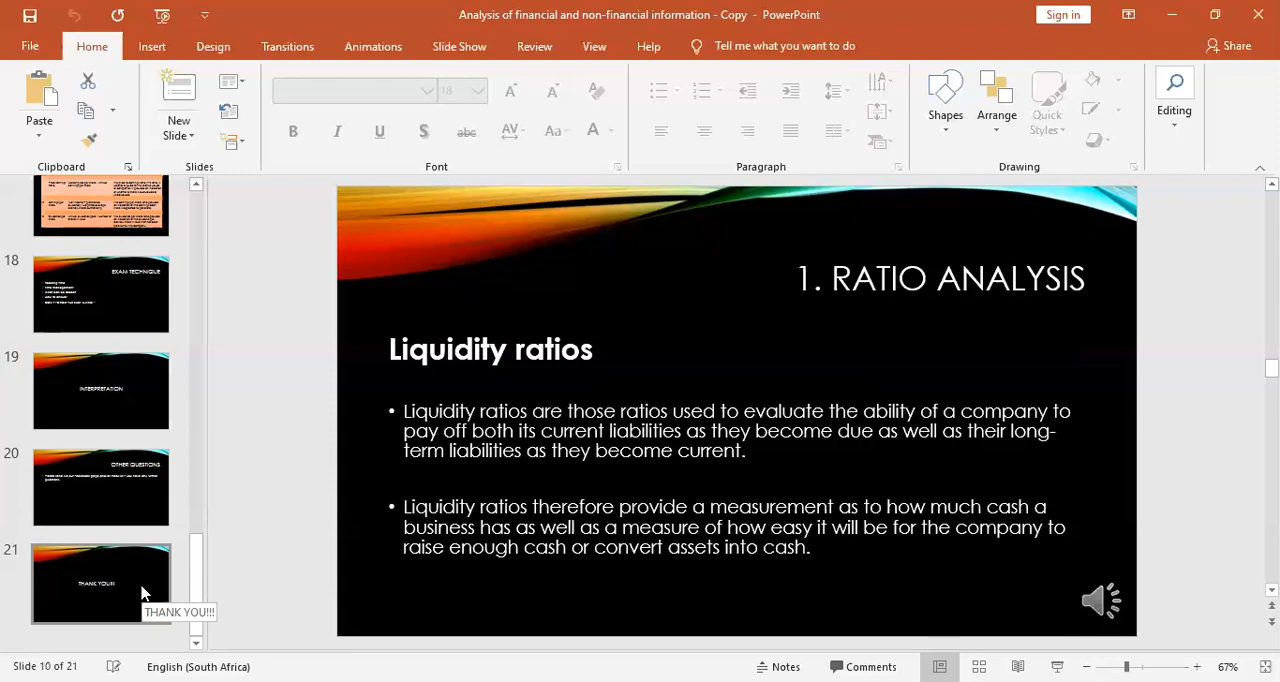 Analysis of financial and non-financial information - Copy - PowerPoint
Sign in
File Home Insert Design Transitions Animations Slide Show Review View Help Tell me what you want to do Share
Paste
New Slide
18
Shapes
Arrange
Quick Styles
Editing
Clipboard Slides Font Paragraph Drawing
18
EXAM TECHNIQUE
19
INTERPRETATION
20
OTHER QUESTIONS
21
THANK YOU!!!
THANK YOU!!!
1. RATIO ANALYSIS
Liquidity ratios
• Liquidity ratios are those ratios used to evaluate the ability of a company to
pay off both its current liabilities as they become due as well as their long-
term liabilities as they become current.
• Liquidity ratios therefore provide a measurement as to how much cash a
business has as well as a measure of how easy it will be for the company to
raise enough cash or convert assets into cash.
Slide 10 of 21 English (South Africa) Notes Comments 67%